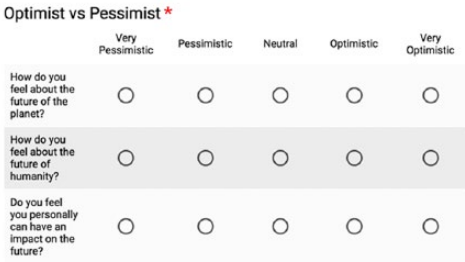 Optimist vs Pessimist *
Very Pessimistic
Pessimistic
Neutral
Optimistic
Very Optimistic
How do you
feel about the
future of the
planet?
How do you
feel about the
future of
humanity?
Do you feel
you personally
can have an
impact on the
future?